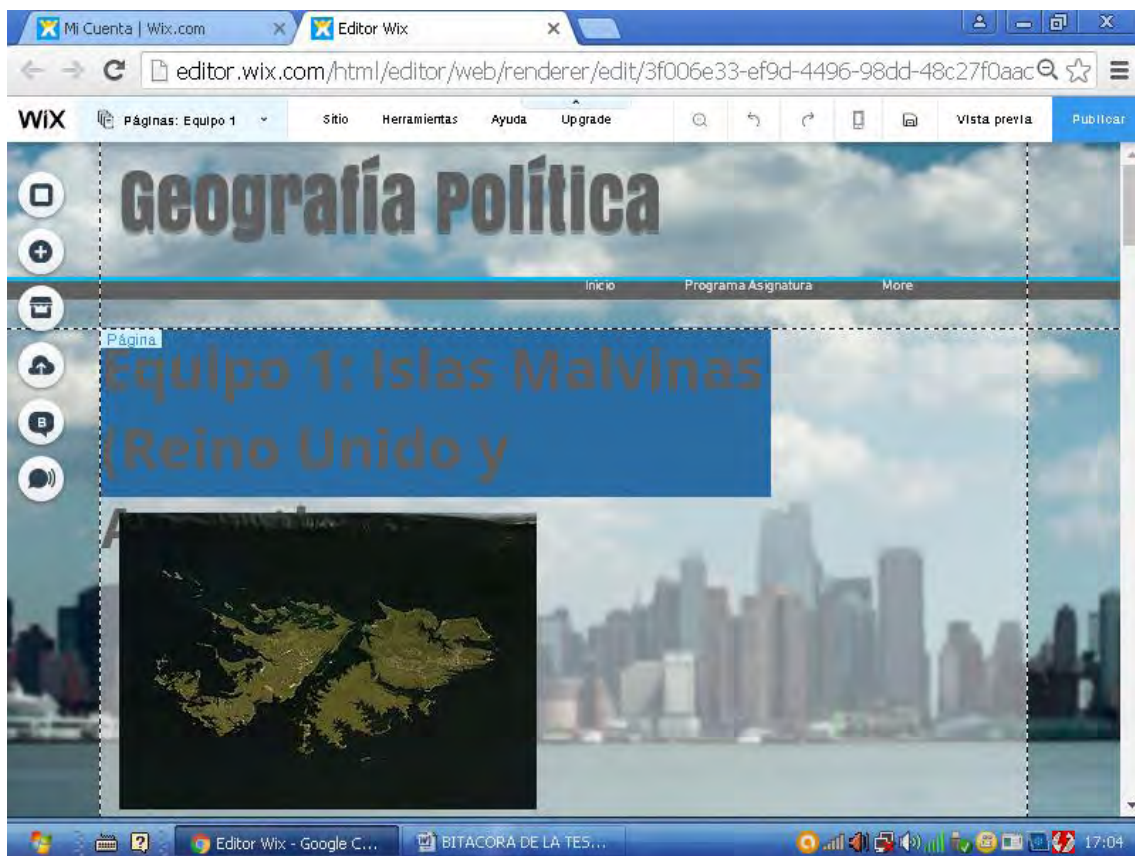 Mi Cuenta | Wix.com
Editor Wix
editor.wix.com/html/editor/web/renderer/edit/3f006e33-ef9d-4496-98dd-48c27f0aac
WiX Páginas: Equipo 1 Sitio Herramientas Ayuda Upgrade Vista previa Publicar
Geografía Política
Inicio Programa Asignatura More
Página
Equipo 1: Islas Malvinas
(Reino Unido y
Editor Wix - Google C... BITACORA DE LA TES... 17:04